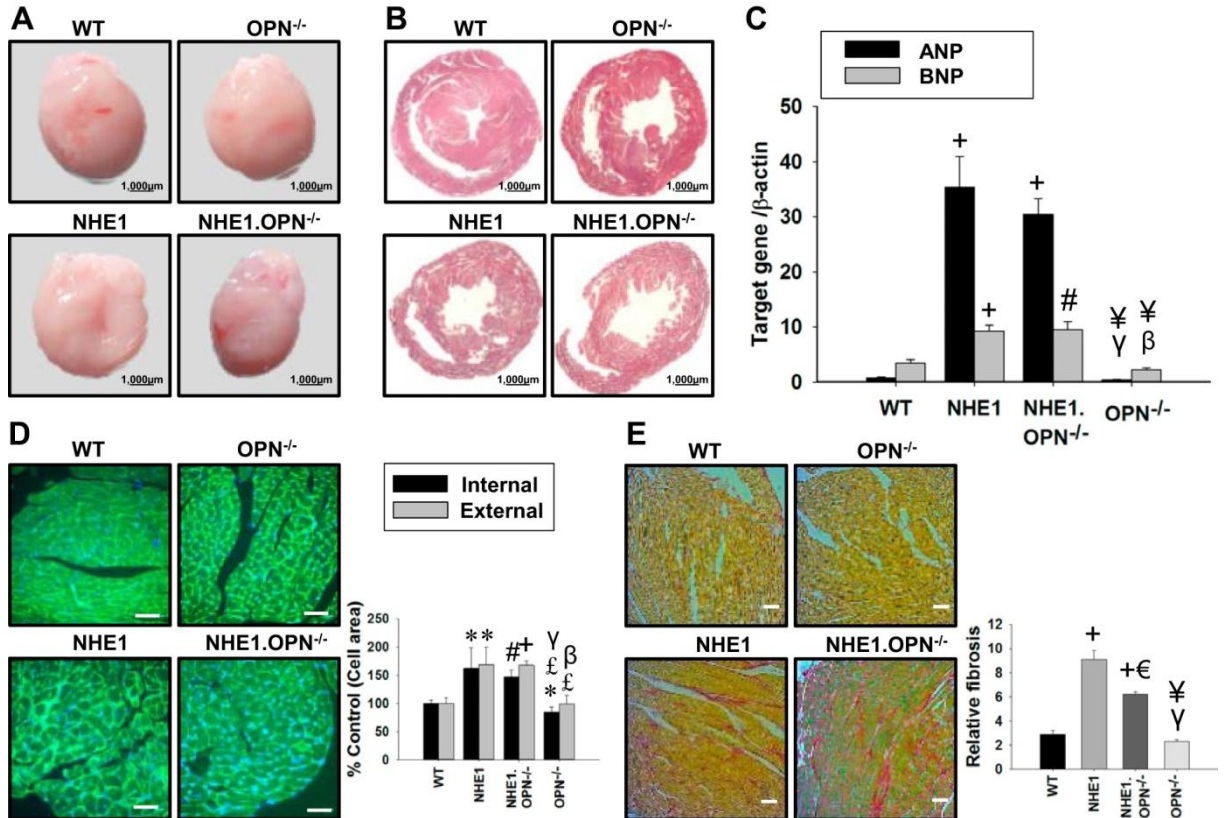 A
WT
OPN-/-
1,000µm
1,000µm
NHE1
NHE1.OPN-/-
1,000µm
1,000µm
B
WT
OPN-/-
1,000µm
1,000µm
NHE1
NHE1.OPN-/-
1,000µm
1,000µm
C
ANP
BNP
Target gene /β-actin
50
40
30
20
10
0
+
+
+
#
¥
γ
¥
β
WT
NHE1
NHE1.
OPN-/-
OPN-/-
D
WT
OPN-/-
NHE1
NHE1.OPN-/-
Internal
External
% Control (Cell area)
250
200
150
100
50
0
**
#+
γ
£
*
β
£
WT
NHE1
NHE1.
OPN-/-
OPN-/-
E
WT
OPN-/-
NHE1
NHE1.OPN-/-
Relative fibrosis
12
10
8
6
4
2
0
+
+€
¥
γ
WT
NHE1
NHE1.
OPN-/-
OPN-/-